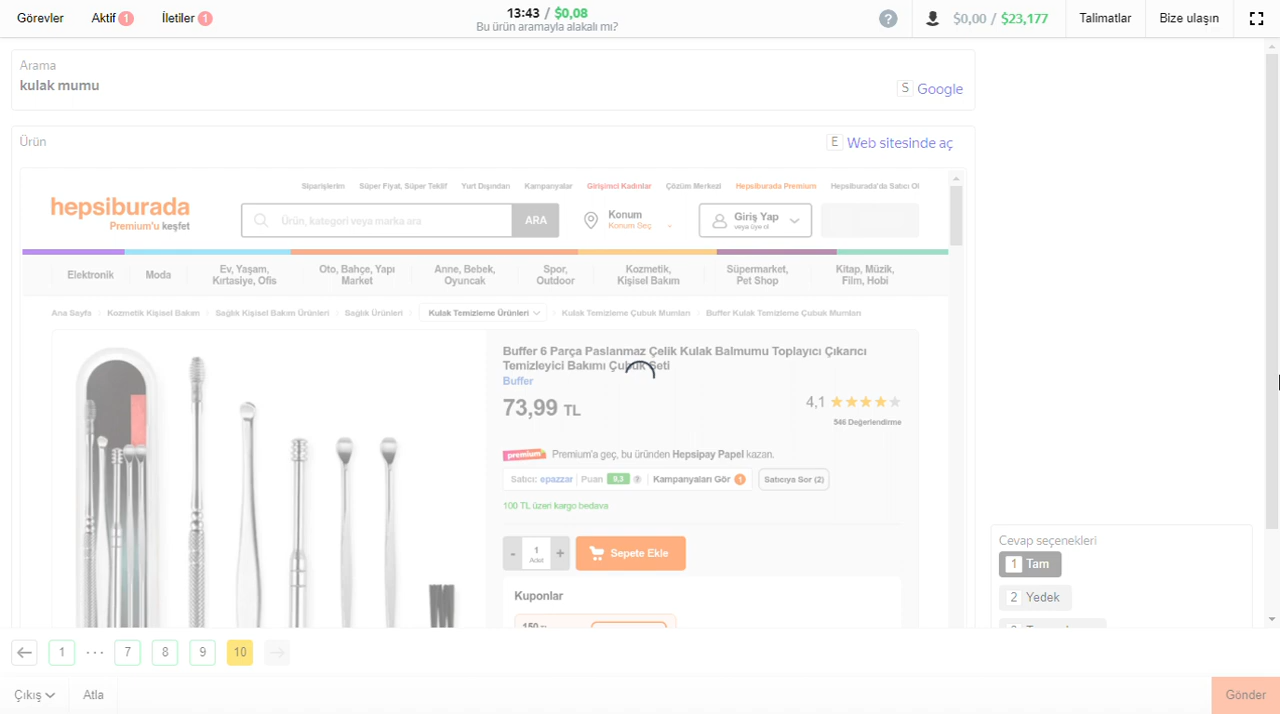 Görevler
Aktif 1
İletiler 1
13:43 / $0,08
Bu ürün aramayla alakalı mı?
?
$0,00 / $23,177
Talimatlar
Bize ulaşın
Arama
kulak mumu
S Google
Ürün
E Web sitesinde aç
Siparişlerim
Süper Fiyat, Süper Teklif
Yurt Dışından
Kampanyalar
Girişimci Kadınlar
Çözüm Merkezi
Hepsiburada Premium
Hepsiburada'da Satıcı Ol
hepsiburada
Premium'u keşfet
Ürün, kategori veya marka ara
ARA
Konum
Konum Seç
Giriş Yap
veya üye ol
Elektronik
Moda
Ev, Yaşam,
Kırtasiye, Ofis
Oto, Bahçe, Yapı
Market
Anne, Bebek,
Oyuncak
Spor,
Outdoor
Kozmetik,
Kişisel Bakım
Süpermarket,
Pet Shop
Kitap, Müzik,
Film, Hobi
Ana Sayfa
Kozmetik Kişisel Bakım
Sağlık Kişisel Bakım Ürünleri
Sağlık Ürünleri
Kulak Temizleme Ürünleri
Kulak Temizleme Çubuk Mumları
Buffer Kulak Temizleme Çubuk Mumları
Buffer 6 Parça Paslanmaz Çelik Kulak Balmumu Toplayıcı Çıkarıcı
Temizleyici Bakımı Çubuk Seti
Buffer
73,99 TL
4,1
546 Değerlendirme
premium Premium'a geç, bu üründen Hepsipay Papel kazan.
Satıcı: epazzar
Puan 9,3 ?
Kampanyaları Gör 1
Satıcıya Sor (2)
100 TL üzeri kargo bedava
- 1 +
Adet
Sepete Ekle
Kuponlar
150 TL
Cevap seçenekleri
1 Tam
2 Yedek
1 ··· 7 8 9 10
Çıkış
Atla
Gönder